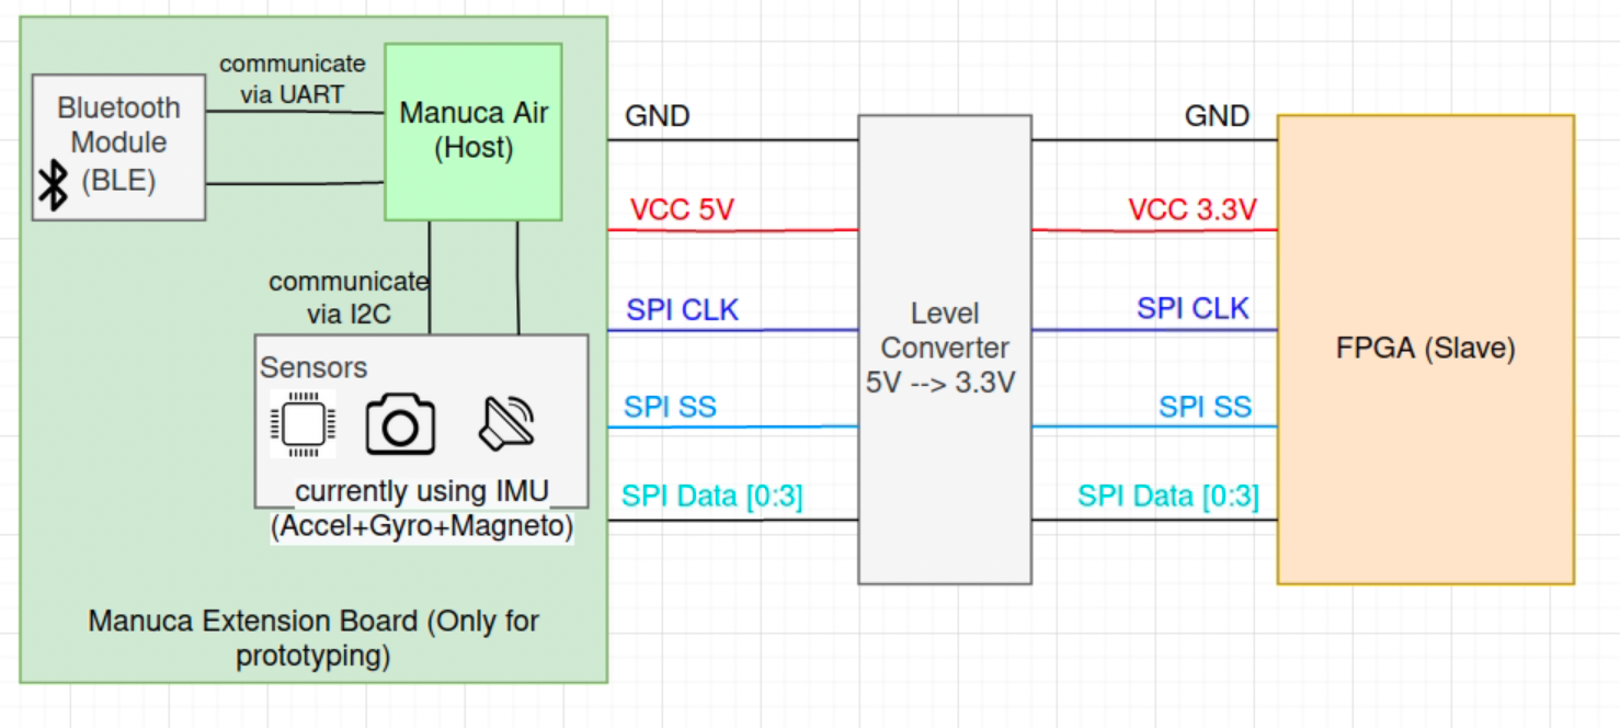 communicate
via UART
Bluetooth
Module
(BLE)
Manuca Air
(Host)
communicate
via I2C
Sensors
currently using IMU
(Accel+Gyro+Magneto)
Manuca Extension Board (Only for
prototyping)
GND
VCC 5V
SPI CLK
SPI SS
SPI Data [0:3]
Level
Converter
5V --> 3.3V
GND
VCC 3.3V
SPI CLK
SPI SS
SPI Data [0:3]
FPGA (Slave)